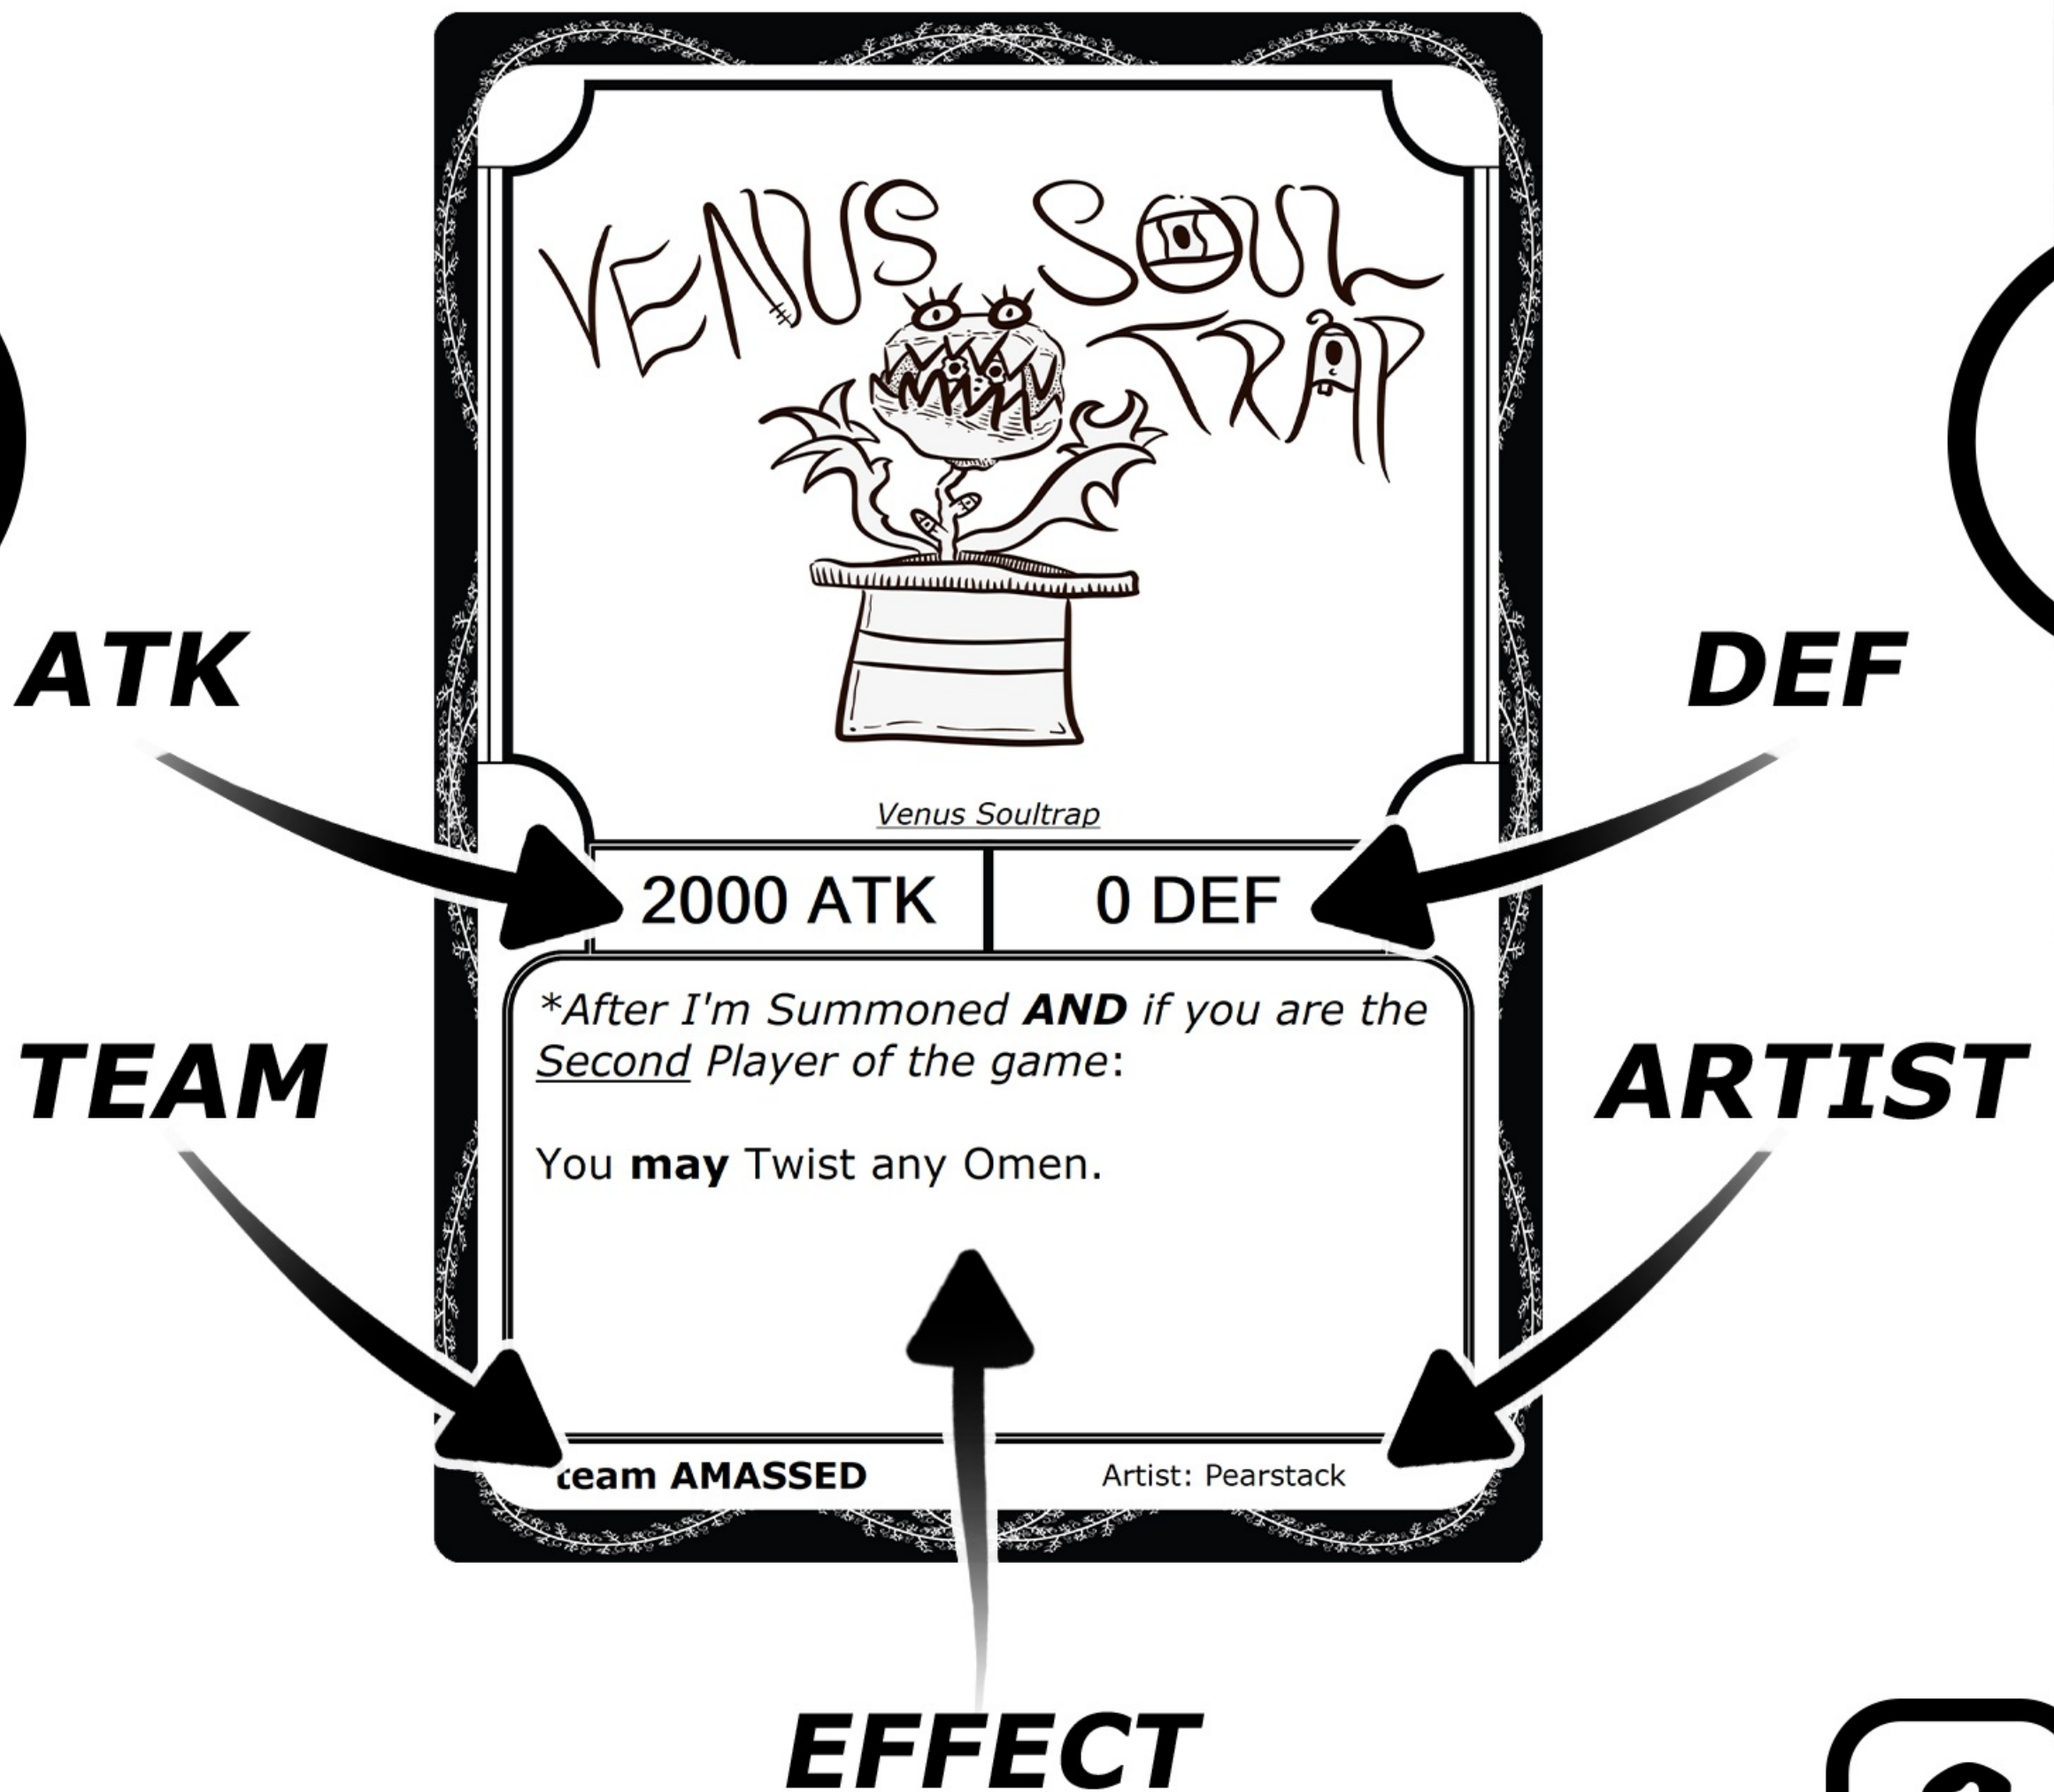 VENUS SOUL
TRAP
Venus Soultrap
ATK
DEF
2000 ATK
0 DEF
*After I'm Summoned AND if you are the
Second Player of the game:
You may Twist any Omen.
TEAM
ARTIST
team AMASSED
Artist: Pearstack
EFFECT